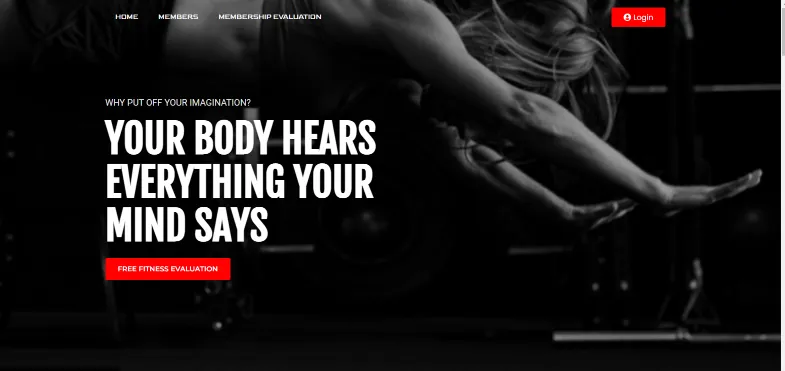 HOME MEMBERS MEMBERSHIP EVALUATION Login
WHY PUT OFF YOUR IMAGINATION?
YOUR BODY HEARS
EVERYTHING YOUR
MIND SAYS
FREE FITNESS EVALUATION